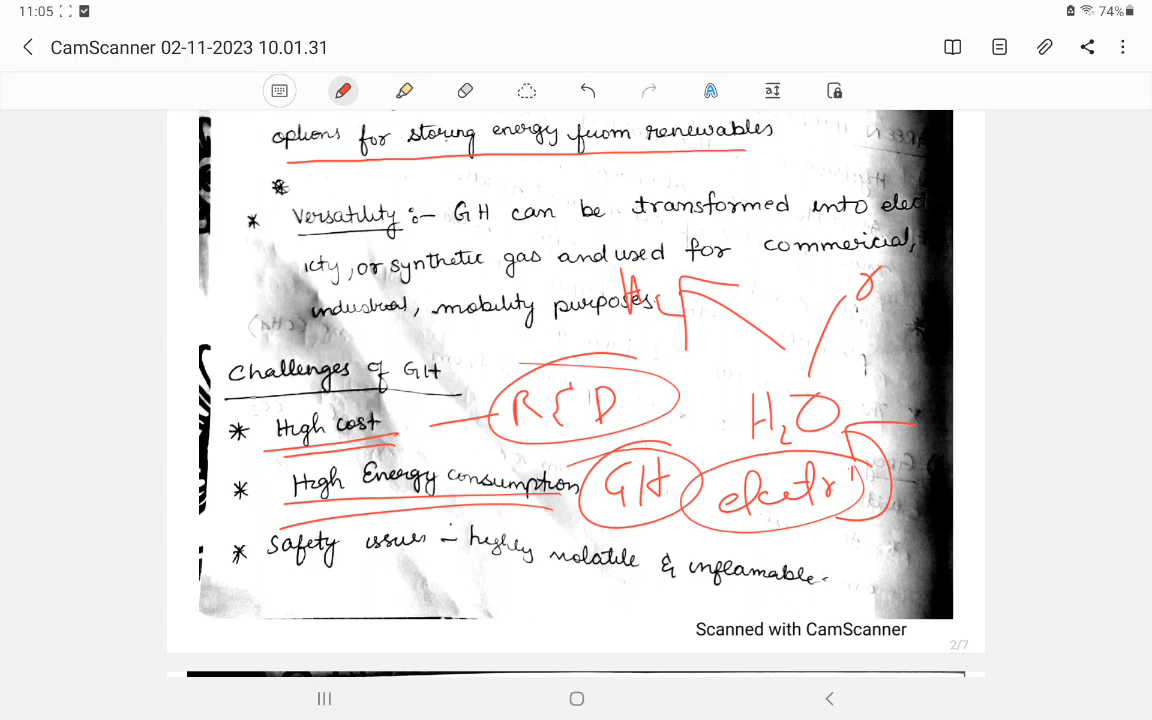 11:05
74%
CamScanner 02-11-2023 10.01.31
options for storing energy from renewables
* Versatility :- GH can be transformed into elect
icty, or synthetic gas and used for commericial,
industrial, mobility purposes.
Challenges of GH
* High cost R & D H₂O
* High Energy consumption GH electr
* Safety issues - highly volatile & inflamable.
Scanned with CamScanner
2/7